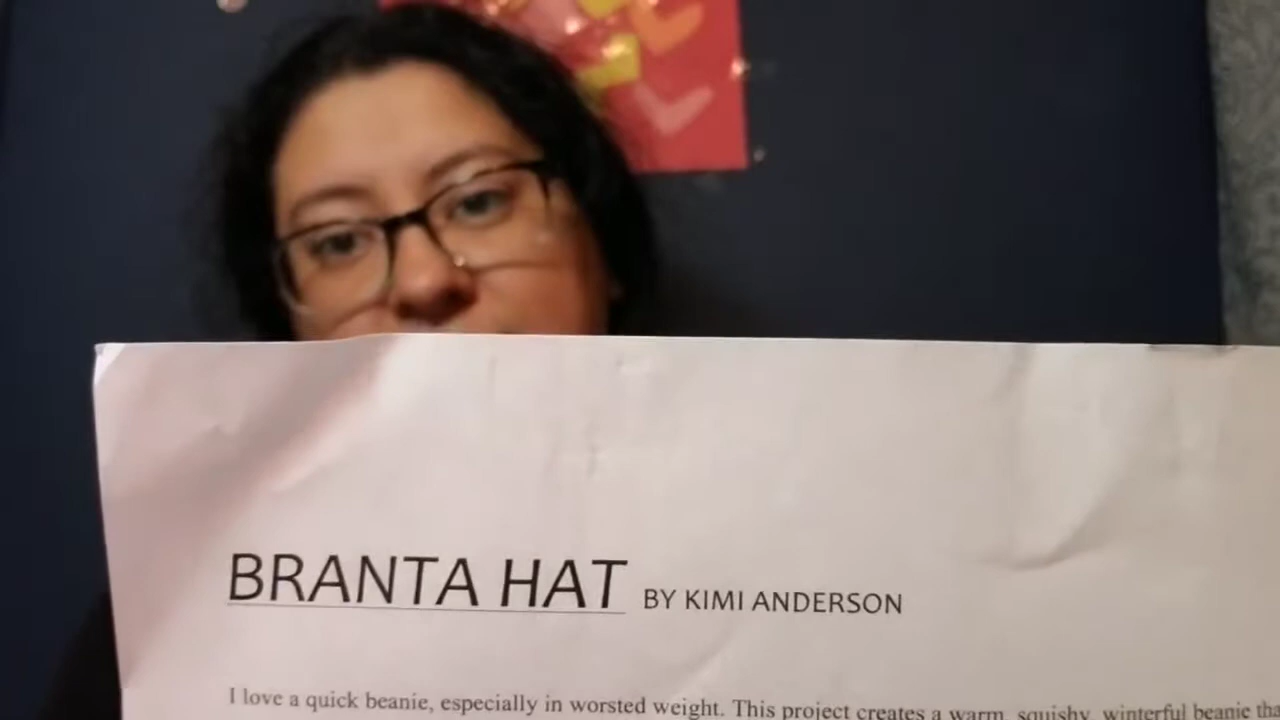 BRANTA HAT BY KIMI ANDERSON
I love a quick beanie, especially in worsted weight. This project creates a warm, squishy, winterful beanie tha